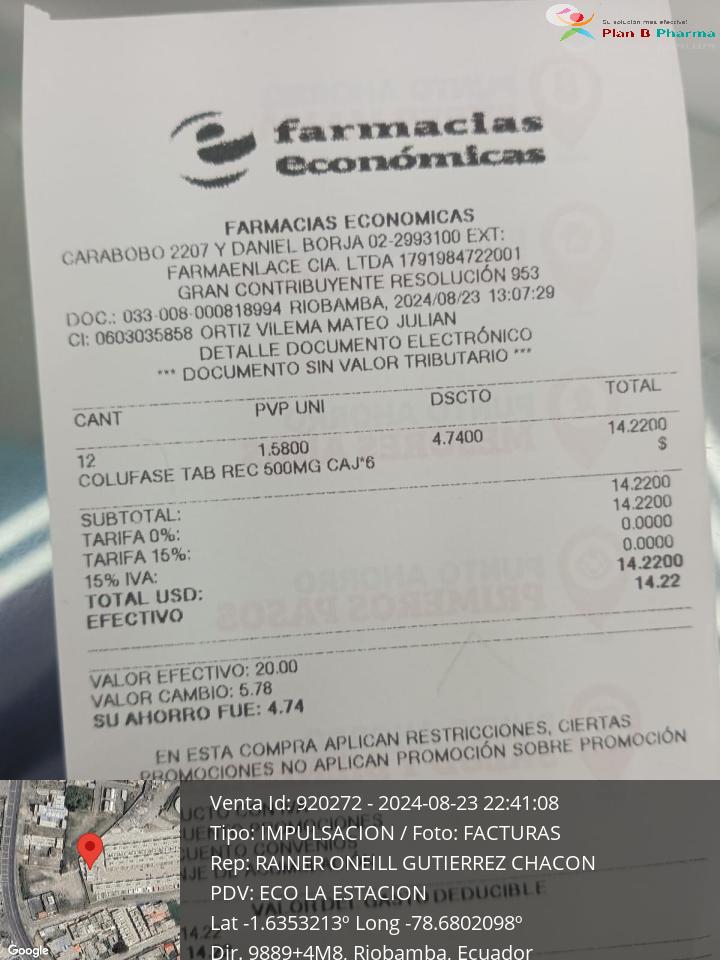 Su solución más efectiva!
Plan B Pharma
farmacias
económicas
FARMACIAS ECONOMICAS
CARABOBO 2207 Y DANIEL BORJA 02-2993100 EXT:
FARMAENLACE CIA. LTDA 1791984722001
GRAN CONTRIBUYENTE RESOLUCIÓN 953
DOC.: 033-008-000818994 RIOBAMBA, 2024/08/23 13:07:29
CI: 0603035858 ORTIZ VILEMA MATEO JULIAN
DETALLE DOCUMENTO ELECTRÓNICO
*** DOCUMENTO SIN VALOR TRIBUTARIO ***
CANT PVP UNI DSCTO TOTAL
12 1.5800 4.7400 14.2200
COLUFASE TAB REC 500MG CAJ*6 $
SUBTOTAL: 14.2200
TARIFA 0%: 14.2200
TARIFA 15%: 0.0000
15% IVA: 0.0000
TOTAL USD: 14.2200
EFECTIVO 14.22
VALOR EFECTIVO: 20.00
VALOR CAMBIO: 5.78
SU AHORRO FUE: 4.74
EN ESTA COMPRA APLICAN RESTRICCIONES, CIERTAS
PROMOCIONES NO APLICAN PROMOCIÓN SOBRE PROMOCIÓN
Venta Id: 920272 - 2024-08-23 22:41:08
Tipo: IMPULSACION / Foto: FACTURAS
Rep: RAINER ONEILL GUTIERREZ CHACON
PDV: ECO LA ESTACION
Lat -1.6353213º Long -78.6802098º
Dir. 9889+4M8, Riobamba, Ecuador
Google